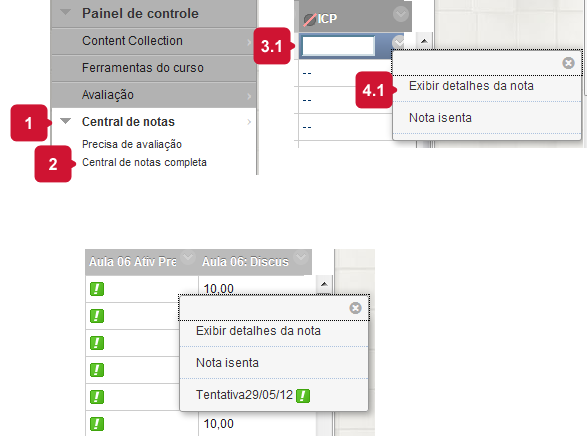 Painel de controle
Content Collection
Ferramentas do curso
Avaliação
1 Central de notas
Precisa de avaliação
2 Central de notas completa
ICP
3.1
--
--
--
4.1 Exibir detalhes da nota
Nota isenta
Aula 06 Ativ Pre Aula 06: Discus
10,00
Exibir detalhes da nota
Nota isenta
Tentativa29/05/12
10,00